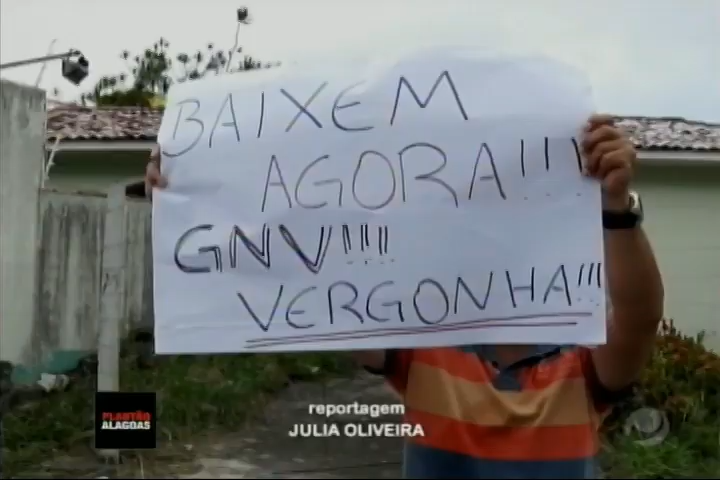 BAIXEM
AGORA!!!
GNV!!!!
VERGONHA!!!
PLANTÃO
ALAGOAS
reportagem
JULIA OLIVEIRA